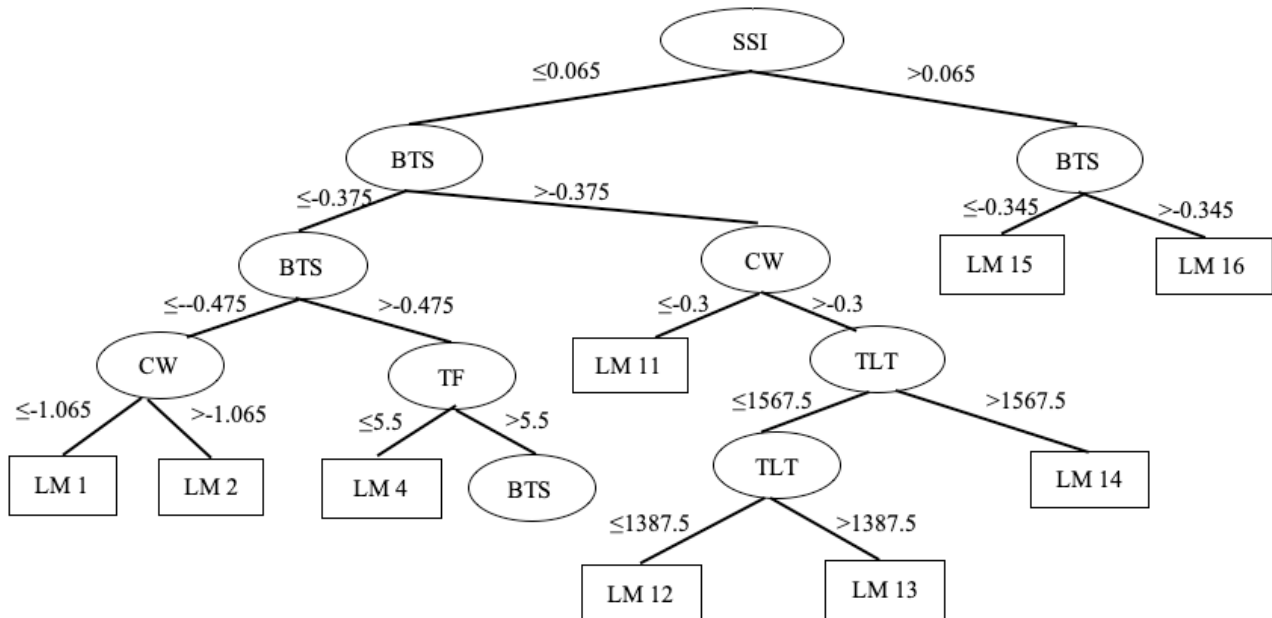 SSI
≤0.065 >0.065
BTS BTS
≤-0.375 >-0.375 ≤-0.345 >-0.345
BTS CW LM 15 LM 16
≤--0.475 >-0.475 ≤-0.3 >-0.3
CW TF LM 11 TLT
≤-1.065 >-1.065 ≤5.5 >5.5 ≤1567.5 >1567.5
LM 1 LM 2 LM 4 BTS TLT LM 14
≤1387.5 >1387.5
LM 12 LM 13